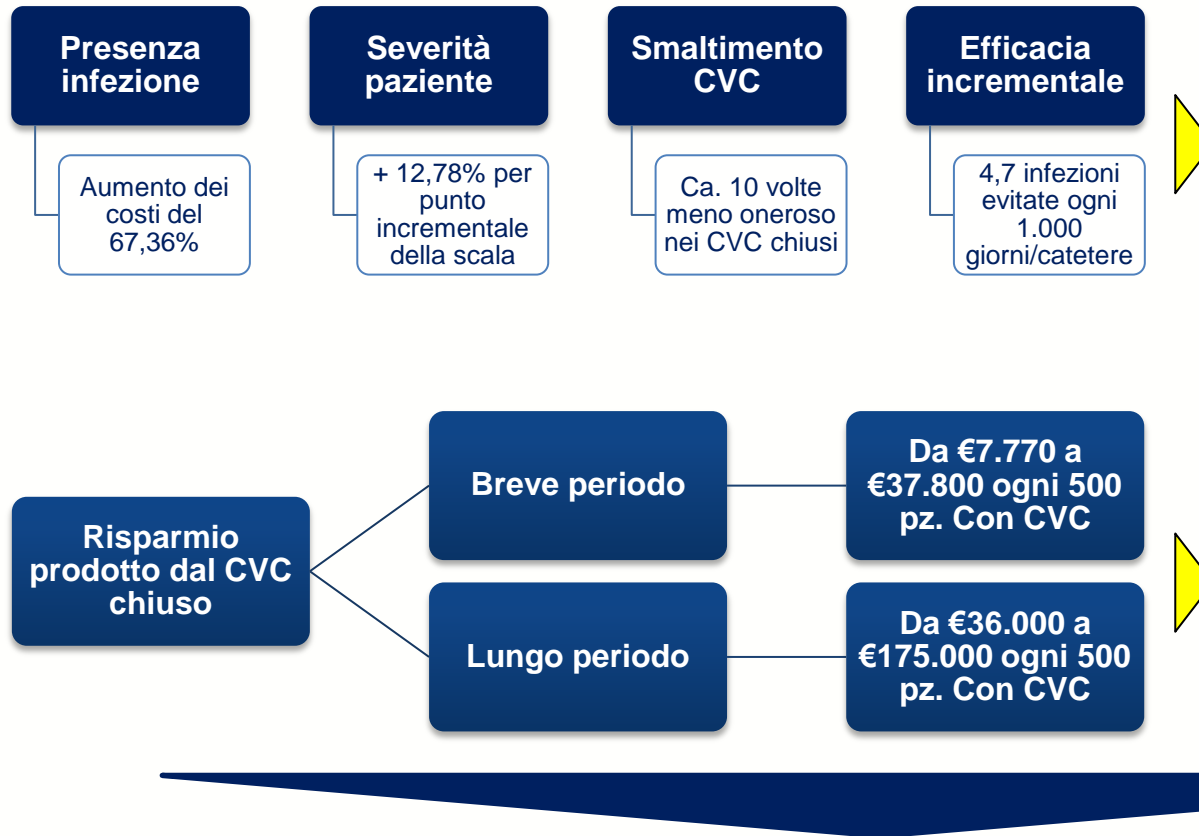 Presenza
infezione
Aumento dei
costi del
67,36%
Severità
paziente
+ 12,78% per
punto
incrementale
della scala
Smaltimento
CVC
Ca. 10 volte
meno oneroso
nei CVC chiusi
Efficacia
incrementale
4,7 infezioni
evitate ogni
1.000
giorni/catetere
Risparmio
prodotto dal CVC
chiuso
Breve periodo
Da €7.770 a
€37.800 ogni 500
pz. Con CVC
Lungo periodo
Da €36.000 a
€175.000 ogni 500
pz. Con CVC